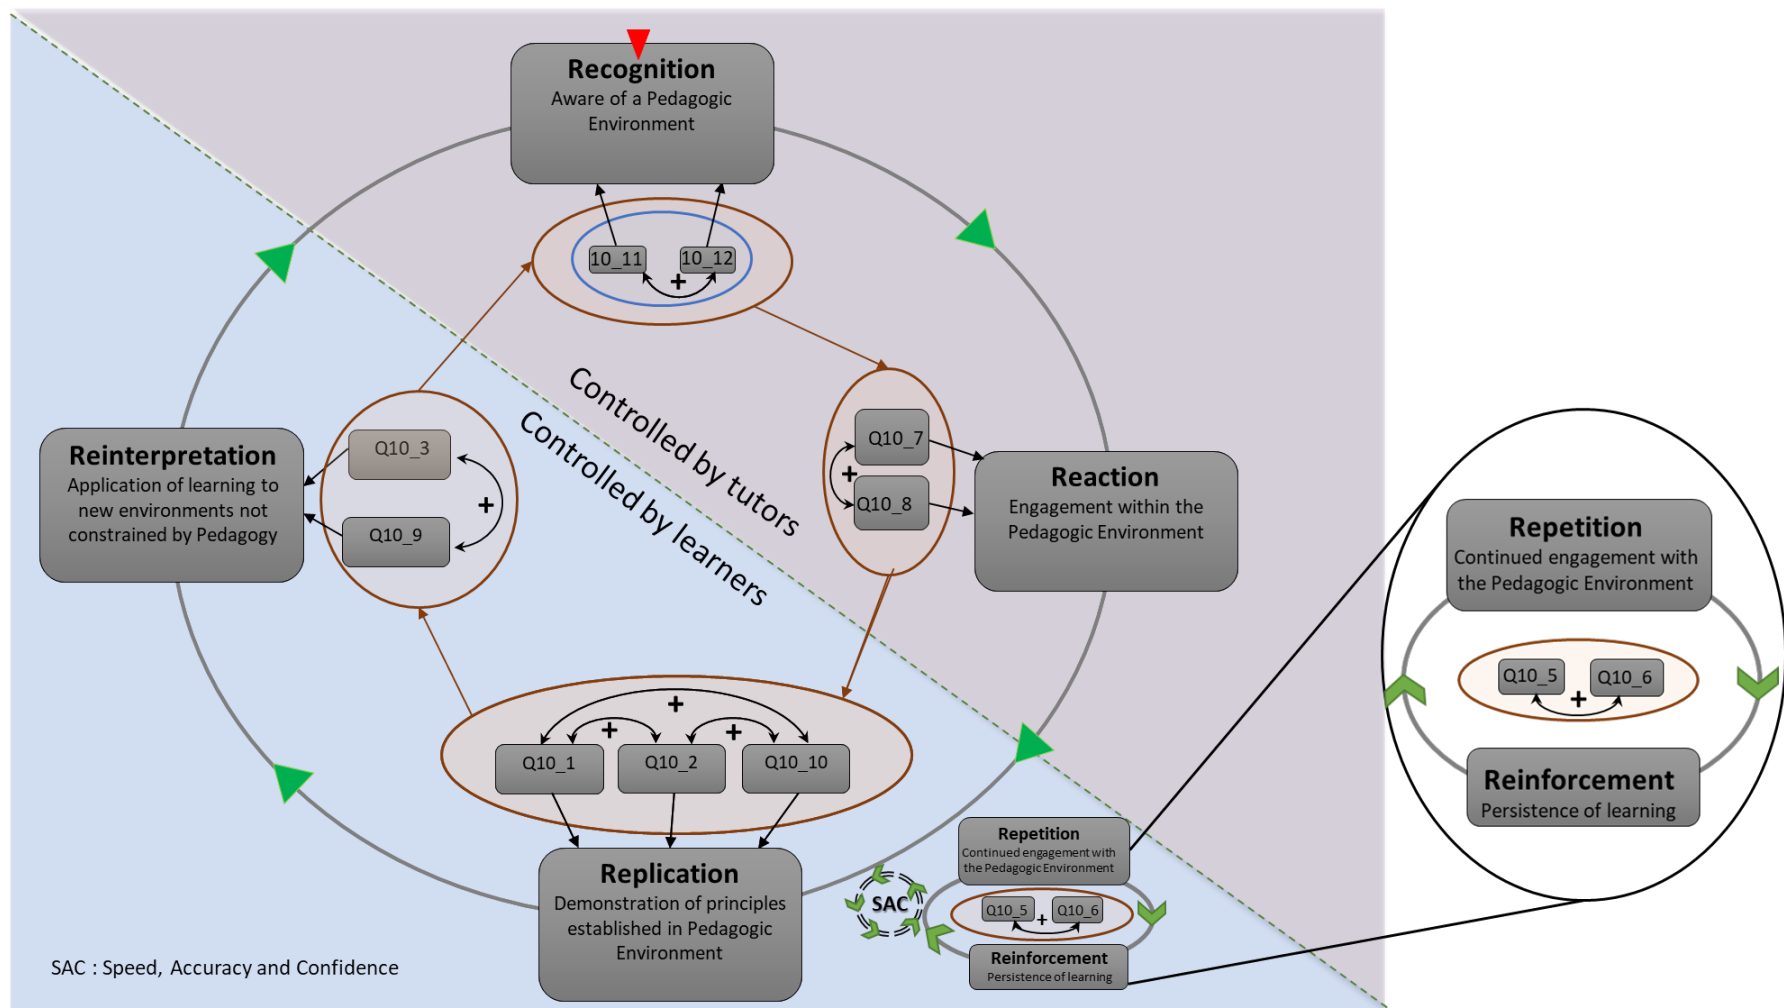 Recognition
Aware of a Pedagogic
Environment
10_11
10_12
+
Controlled by tutors
Controlled by learners
Q10_7
+
Q10_8
Reaction
Engagement within the
Pedagogic Environment
Reinterpretation
Application of learning to
new environments not
constrained by Pedagogy
Q10_3
+
Q10_9
+
+
+
Q10_1
Q10_2
Q10_10
Replication
Demonstration of principles
established in Pedagogic
Environment
SAC
Repetition
Continued engagement with
the Pedagogic Environment
Q10_5
+
Q10_6
Reinforcement
Persistence of learning
Repetition
Continued engagement with
the Pedagogic Environment
Q10_5
+
Q10_6
Reinforcement
Persistence of learning
SAC : Speed, Accuracy and Confidence